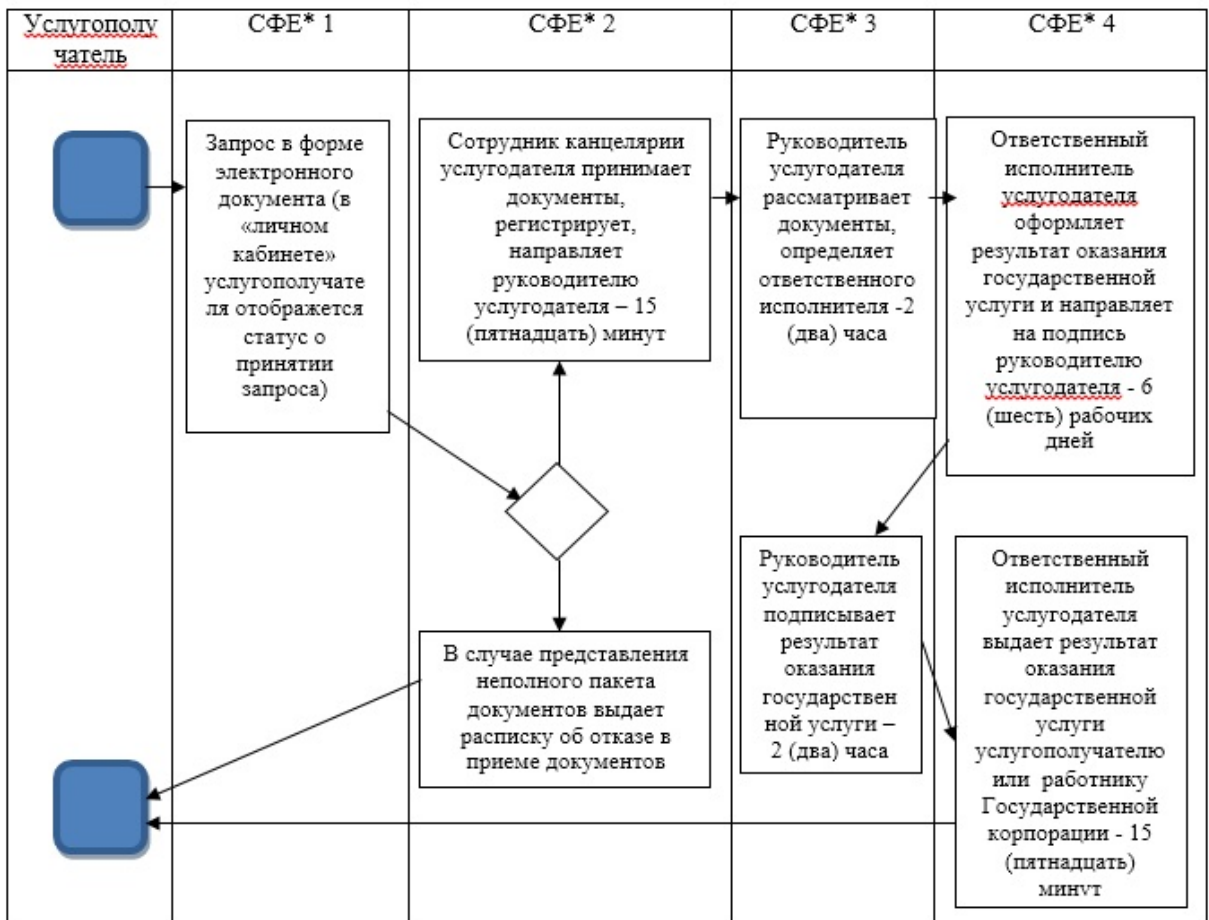 Услугополу
чатель
СФЕ* 1
СФЕ* 2
СФЕ* 3
СФЕ* 4
Запрос в форме
электронного
документа (в
«личном
кабинете»
услугополучате
ля отображется
статус о
принятии
запроса)
Сотрудник канцелярии
услугодателя принимает
документы,
регистрирует,
направляет
руководителю
услугодателя – 15
(пятнадцать) минут
Руководитель
услугодателя
рассматривает
документы,
определяет
ответственного
исполнителя -2
(два) часа
Ответственный
исполнитель
услугодателя
оформляет
результат оказания
государственной
услуги и направляет
на подпись
руководителю
услугодателя - 6
(шесть) рабочих
дней
В случае представления
неполного пакета
документов выдает
расписку об отказе в
приеме документов
Руководитель
услугодателя
подписывает
результат
оказания
государствен
ной услуги –
2 (два) часа
Ответственный
исполнитель
услугодателя
выдает результат
оказания
государственной
услуги
услугополучателю
или работнику
Государственной
корпорации - 15
(пятнадцать)
минут